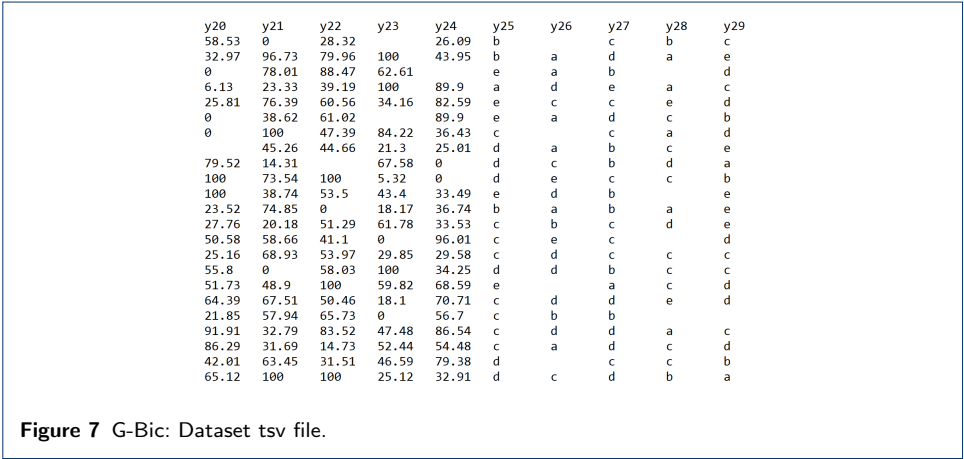 y20 y21 y22 y23 y24 y25 y26 y27 y28 y29
58.53 0 28.32 26.09 b c b c
32.97 96.73 79.96 100 43.95 b a d a e
0 78.01 88.47 62.61 e a b d
6.13 23.33 39.19 100 89.9 a d e a c
25.81 76.39 60.56 34.16 82.59 e c c e d
0 38.62 61.02 89.9 e a d c b
0 100 47.39 84.22 36.43 c c a d
45.26 44.66 21.3 25.01 d a b c e
79.52 14.31 67.58 0 d c b d a
100 73.54 100 5.32 0 d e c c b
100 38.74 53.5 43.4 33.49 e d b e
23.52 74.85 0 18.17 36.74 b a b a e
27.76 20.18 51.29 61.78 33.53 c b c d e
50.58 58.66 41.1 0 96.01 c e c d
25.16 68.93 53.97 29.85 29.58 c d c c c
55.8 0 58.03 100 34.25 d d b c c
51.73 48.9 100 59.82 68.59 e a c d
64.39 67.51 50.46 18.1 70.71 c d d e d
21.85 57.94 65.73 0 56.7 c b b
91.91 32.79 83.52 47.48 86.54 c d d a c
86.29 31.69 14.73 52.44 54.48 c a d c d
42.01 63.45 31.51 46.59 79.38 d c c b
65.12 100 100 25.12 32.91 d c d b a
Figure 7 G-Bic: Dataset tsv file.